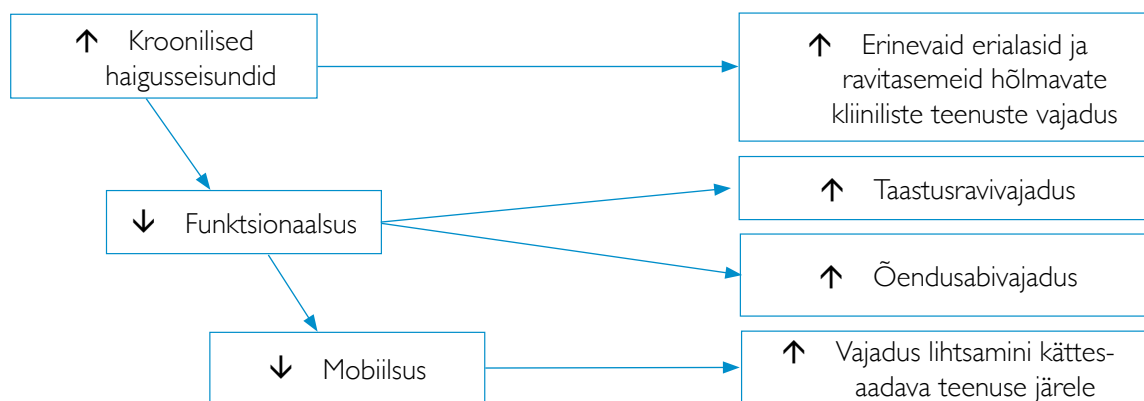 ↑ Kroonilised
haigusseisundid
↑ Erinevaid erialasid ja
ravitasemeid hõlmavate
kliiniliste teenuste vajadus
↓ Funktsionaalsus
↑ Taastusravivajadus
↑ Õendusabivajadus
↓ Mobiilsus
↑ Vajadus lihtsamini kättes-
aadava teenuse järele